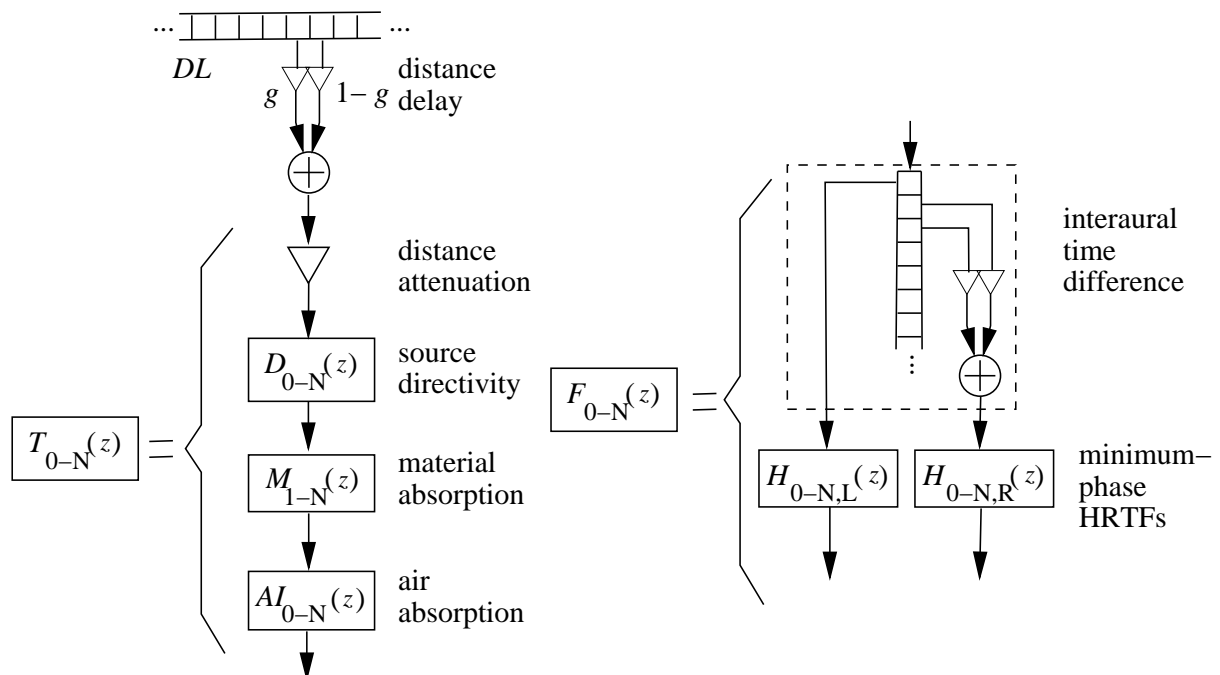 ... ...
DL
g
1– g
distance
delay
distance
attenuation
D0–N(z)
source
directivity
T0–N(z)
=
M1–N(z)
material
absorption
AI0–N(z)
air
absorption
interaural
time
difference
...
F0–N(z)
=
H0–N,L(z)
H0–N,R(z)
minimum–
phase
HRTFs